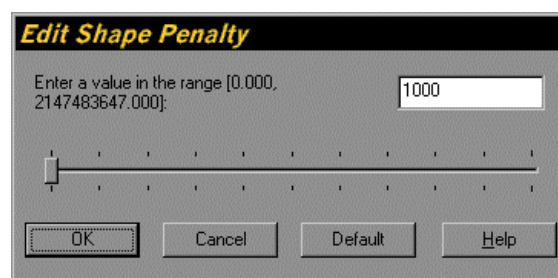 Edit Shape Penalty
Enter a value in the range [0.000,
2147483647.000]:
1000
OK
Cancel
Default
Help